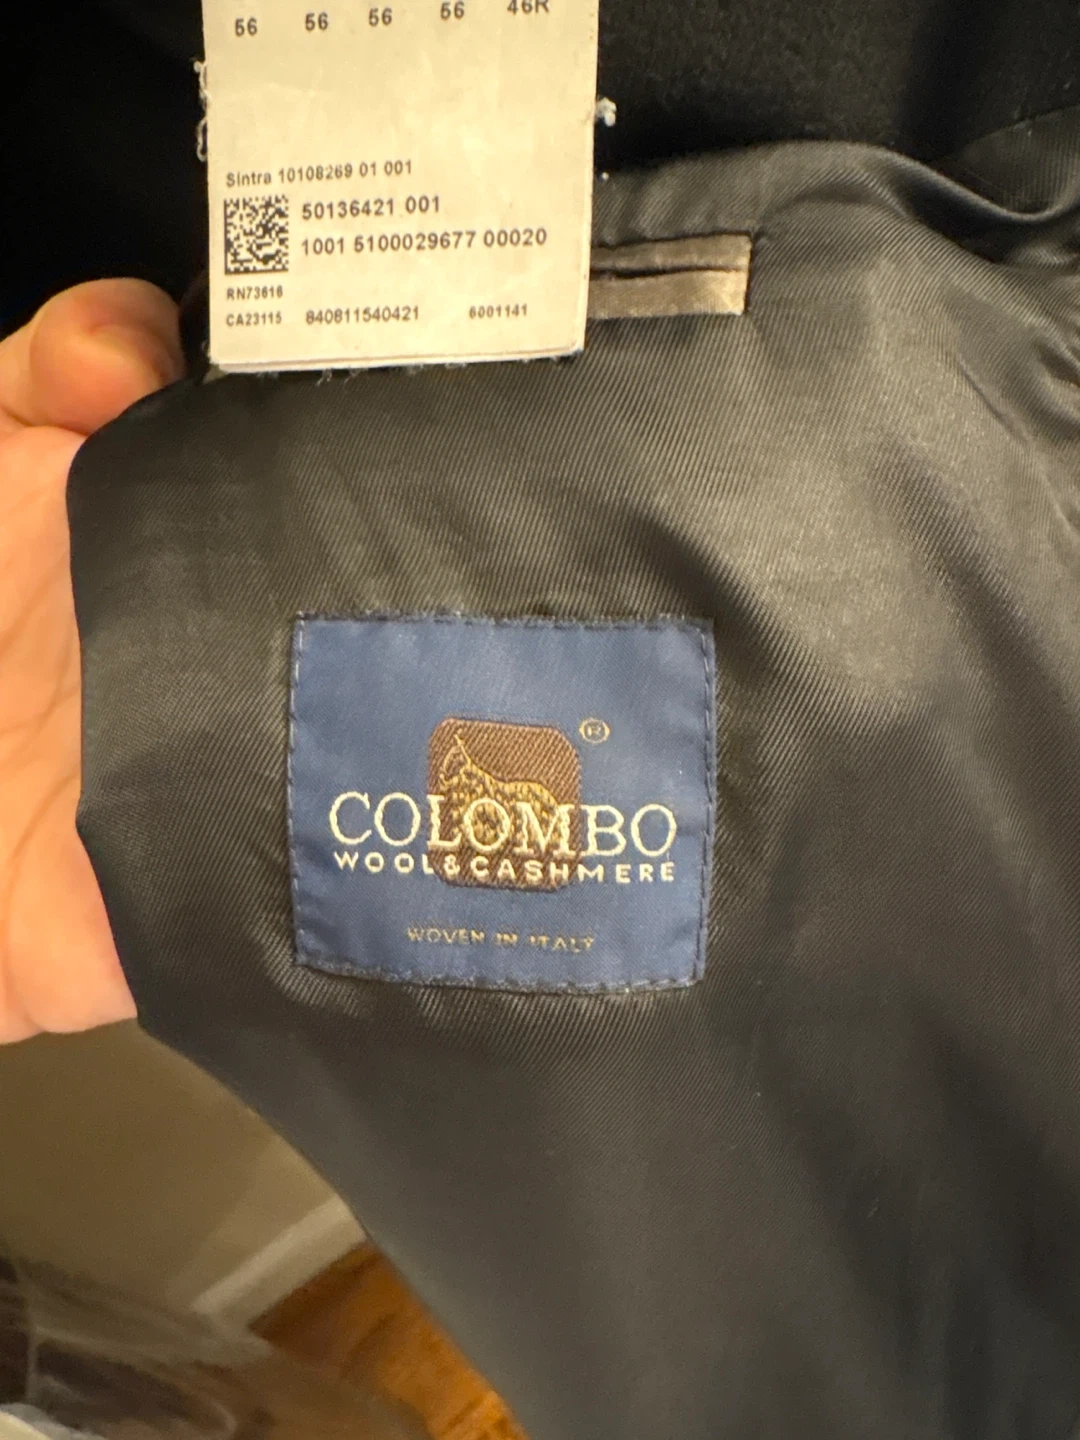 56 56 56 56 46R
Sintra 10108269 01 001
50136421 001
1001 5100029677 00020
RN73616
CA23115 840811540421 6001141
®
COLOMBO
WOOL&CASHMERE
WOVEN IN ITALY